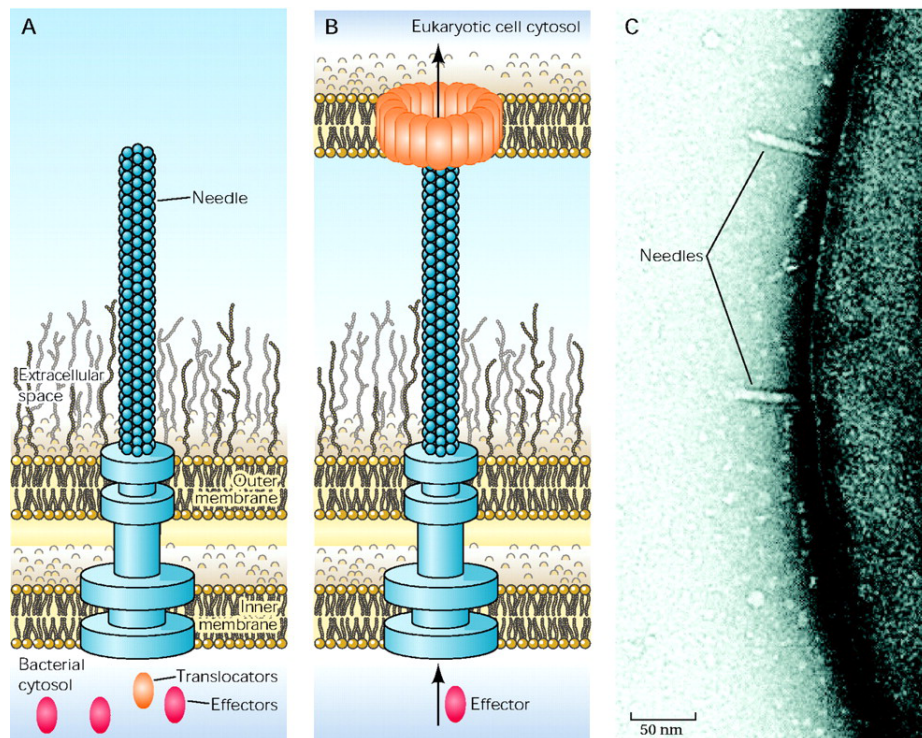 A
Needle
Extracellular
space
Outer
membrane
Inner
membrane
Bacterial
cytosol
Translocators
Effectors
B
Eukaryotic cell cytosol
Effector
C
Needles
50 nm